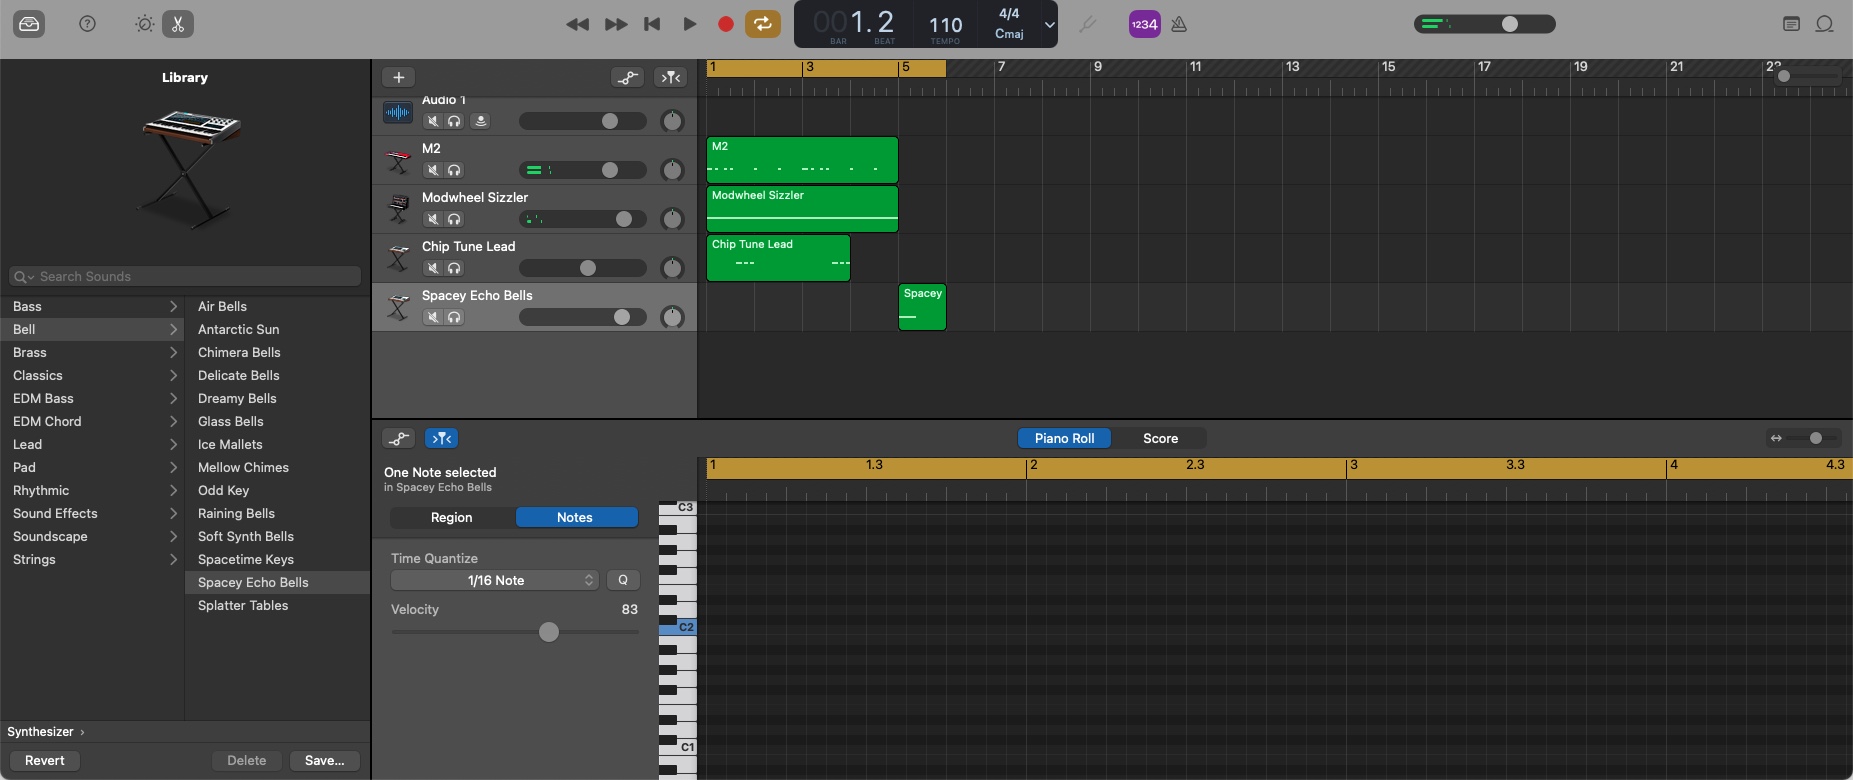 001.2
BAR BEAT
110
TEMPO
4/4
Cmaj
1234
Library
Search Sounds
Bass
Bell
Brass
Classics
EDM Bass
EDM Chord
Lead
Pad
Rhythmic
Sound Effects
Soundscape
Strings
Air Bells
Antarctic Sun
Chimera Bells
Delicate Bells
Dreamy Bells
Glass Bells
Ice Mallets
Mellow Chimes
Odd Key
Raining Bells
Soft Synth Bells
Spacetime Keys
Spacey Echo Bells
Splatter Tables
Synthesizer ›
Revert Delete Save...
Audio 1
M2
Modwheel Sizzler
Chip Tune Lead
Spacey Echo Bells
1 3 5 7 9 11 13 15 17 19 21
M2
Modwheel Sizzler
Chip Tune Lead
Spacey
Piano Roll Score
One Note selected
in Spacey Echo Bells
Region Notes
Time Quantize
1/16 Note Q
Velocity 83
1 1.3 2 2.3 3 3.3 4 4.3
C3
C2
C1